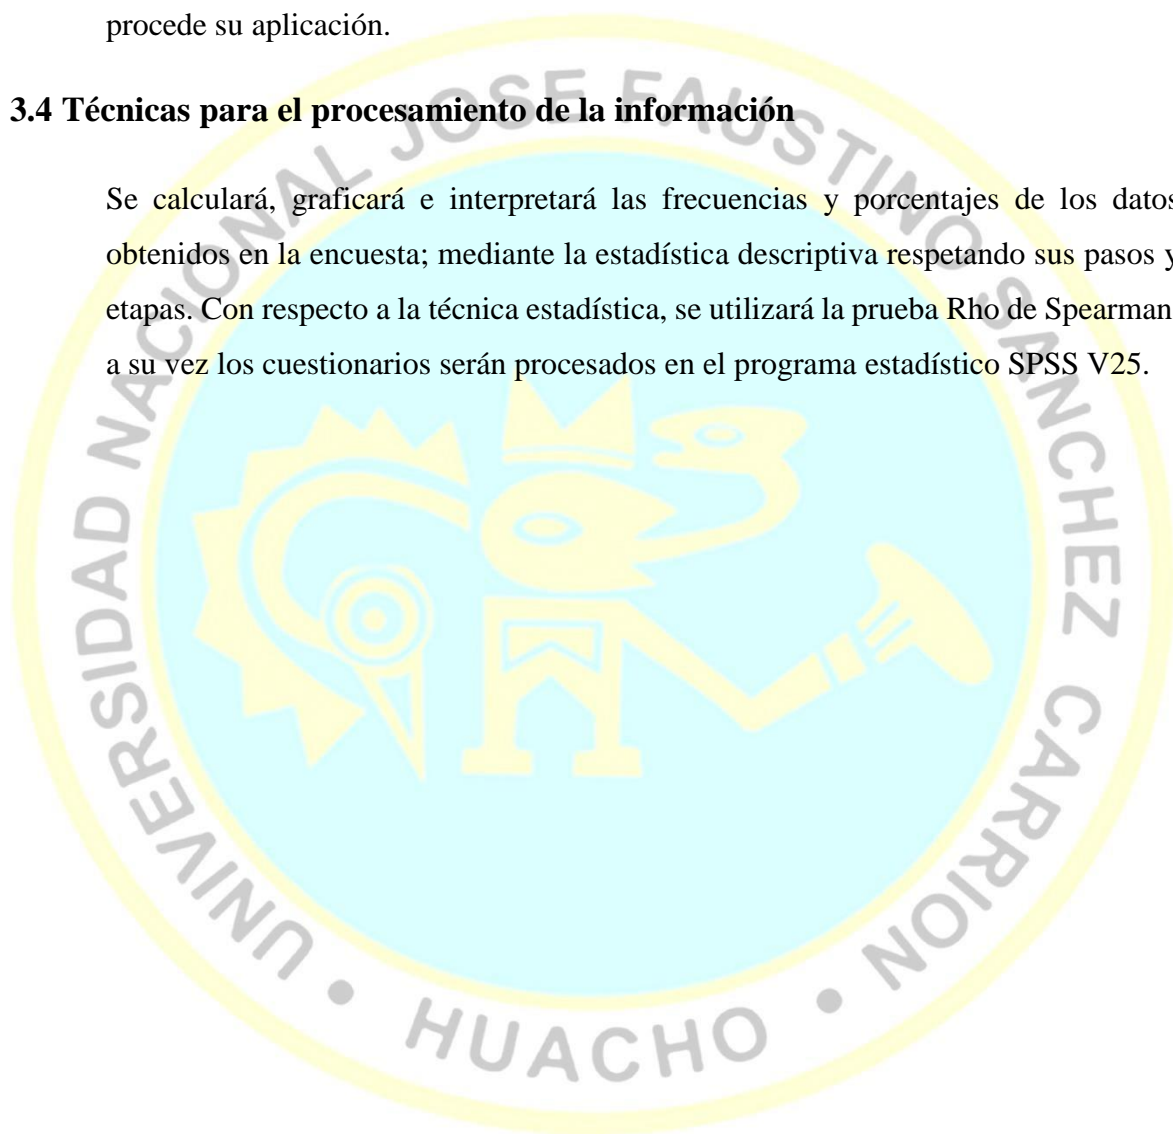 procede su aplicación.
3.4 Técnicas para el procesamiento de la información
Se calculará, graficará e interpretará las frecuencias y porcentajes de los datos
obtenidos en la encuesta; mediante la estadística descriptiva respetando sus pasos y
etapas. Con respecto a la técnica estadística, se utilizará la prueba Rho de Spearman
a su vez los cuestionarios serán procesados en el programa estadístico SPSS V25.
UNIVERSIDAD NACIONAL JOSE FAUSTINO SANCHEZ CARRION • HUACHO •